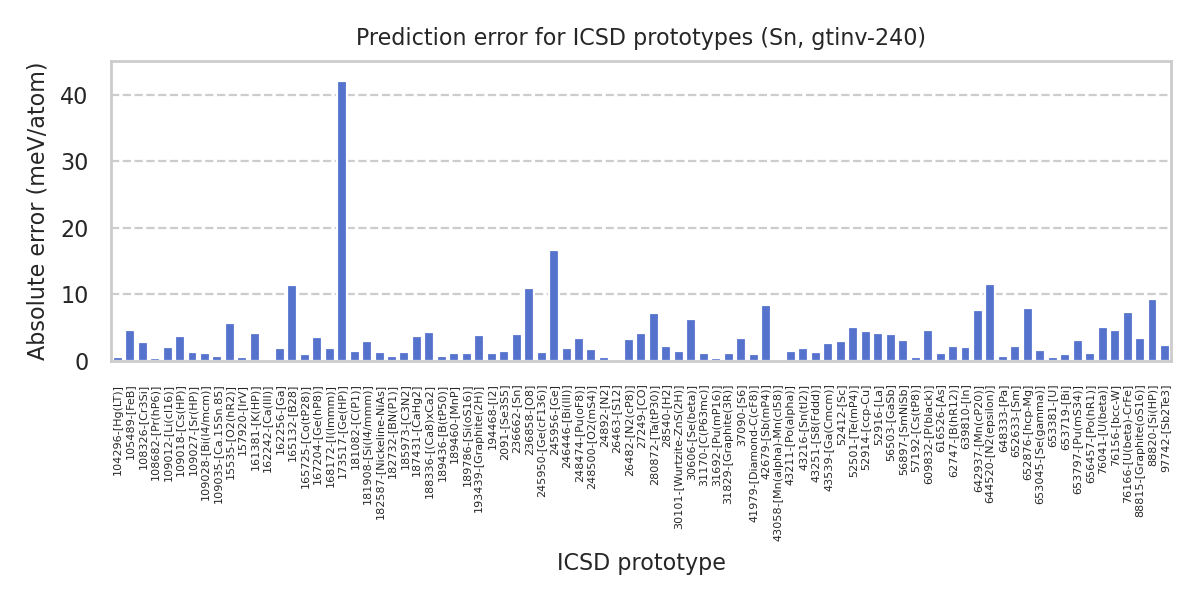 Prediction error for ICSD prototypes (Sn, gtinv-240)
Absolute error (meV/atom)
40
30
20
10
0
104296-[Hg(LT)]
105489-[FeB]
108326-[Cr3Si]
108682-[Pr(hP6)]
109012-[Li(cI16)]
109018-[Cs(HP)]
109027-[Sr(HP)]
109028-[Bi(I4/mcm)]
109035-[Ca.15Sn.85]
15535-[O2(hR2)]
157920-[IrV]
161381-[K(HP)]
162242-[Ca(III)]
162256-[Ga]
165132-[B28]
165725-[Co(tP28)]
167204-[Ge(hP8)]
168172-[I(Immm)]
173517-[Ge(HP)]
181082-[C(P1)]
181908-[Si(I4/mmm)]
182587-[Nickeline-NiAs]
182732-[BN(P1)]
185973-[C3N2]
187431-[CaHg2]
188336-[(Ca8)xCa2]
189436-[B(tP50)]
189460-[MnP]
189786-[Si(oS16)]
193439-[Graphite(2H)]
194468-[I2]
2091-[Se3S5]
236662-[Sn]
236858-[O8]
245950-[Ge(cF136)]
245956-[Ge]
246446-[Bi(III)]
248474-[Pu(oF8)]
248500-[O2(mS4)]
24892-[N2]
26463-[S12]
26482-[N2(cP8)]
27249-[CO]
280872-[Ta(tP30)]
28540-[H2]
30101-[Wurtzite-ZnS(2H)]
30606-[Se(beta)]
31170-[C(P63mc)]
31692-[Pu(mP16)]
31829-[Graphite(3R)]
37090-[S6]
41979-[Diamond-C(cF8)]
42679-[Sb(mP4)]
43058-[Mn(alpha)-Mn(cI58)]
43211-[Po(alpha)]
43216-[Sn(tI2)]
43251-[S8(Fddd)]
43539-[Ga(Cmcm)]
52412-[Sc]
52501-[Te(mP4)]
52914-[ccp-Cu]
52916-[La]
56503-[GaSb]
56897-[SmNiSb]
57192-[Cs(tP8)]
609832-[P(black)]
616526-[As]
62747-[B(hR12)]
639810-[In]
642937-[Mn(cP20)]
644520-[N2(epsilon)]
648333-[Pa]
652633-[Sm]
652876-[hcp-Mg]
653045-[Se(gamma)]
653381-[U]
653719-[Bi]
653797-[Pu(mS34)]
656457-[Po(hR1)]
76041-[U(beta)]
76156-[bcc-W]
76166-[U(beta)-CrFe]
88815-[Graphite(oS16)]
88820-[Si(HP)]
97742-[Sb2Te3]
ICSD prototype